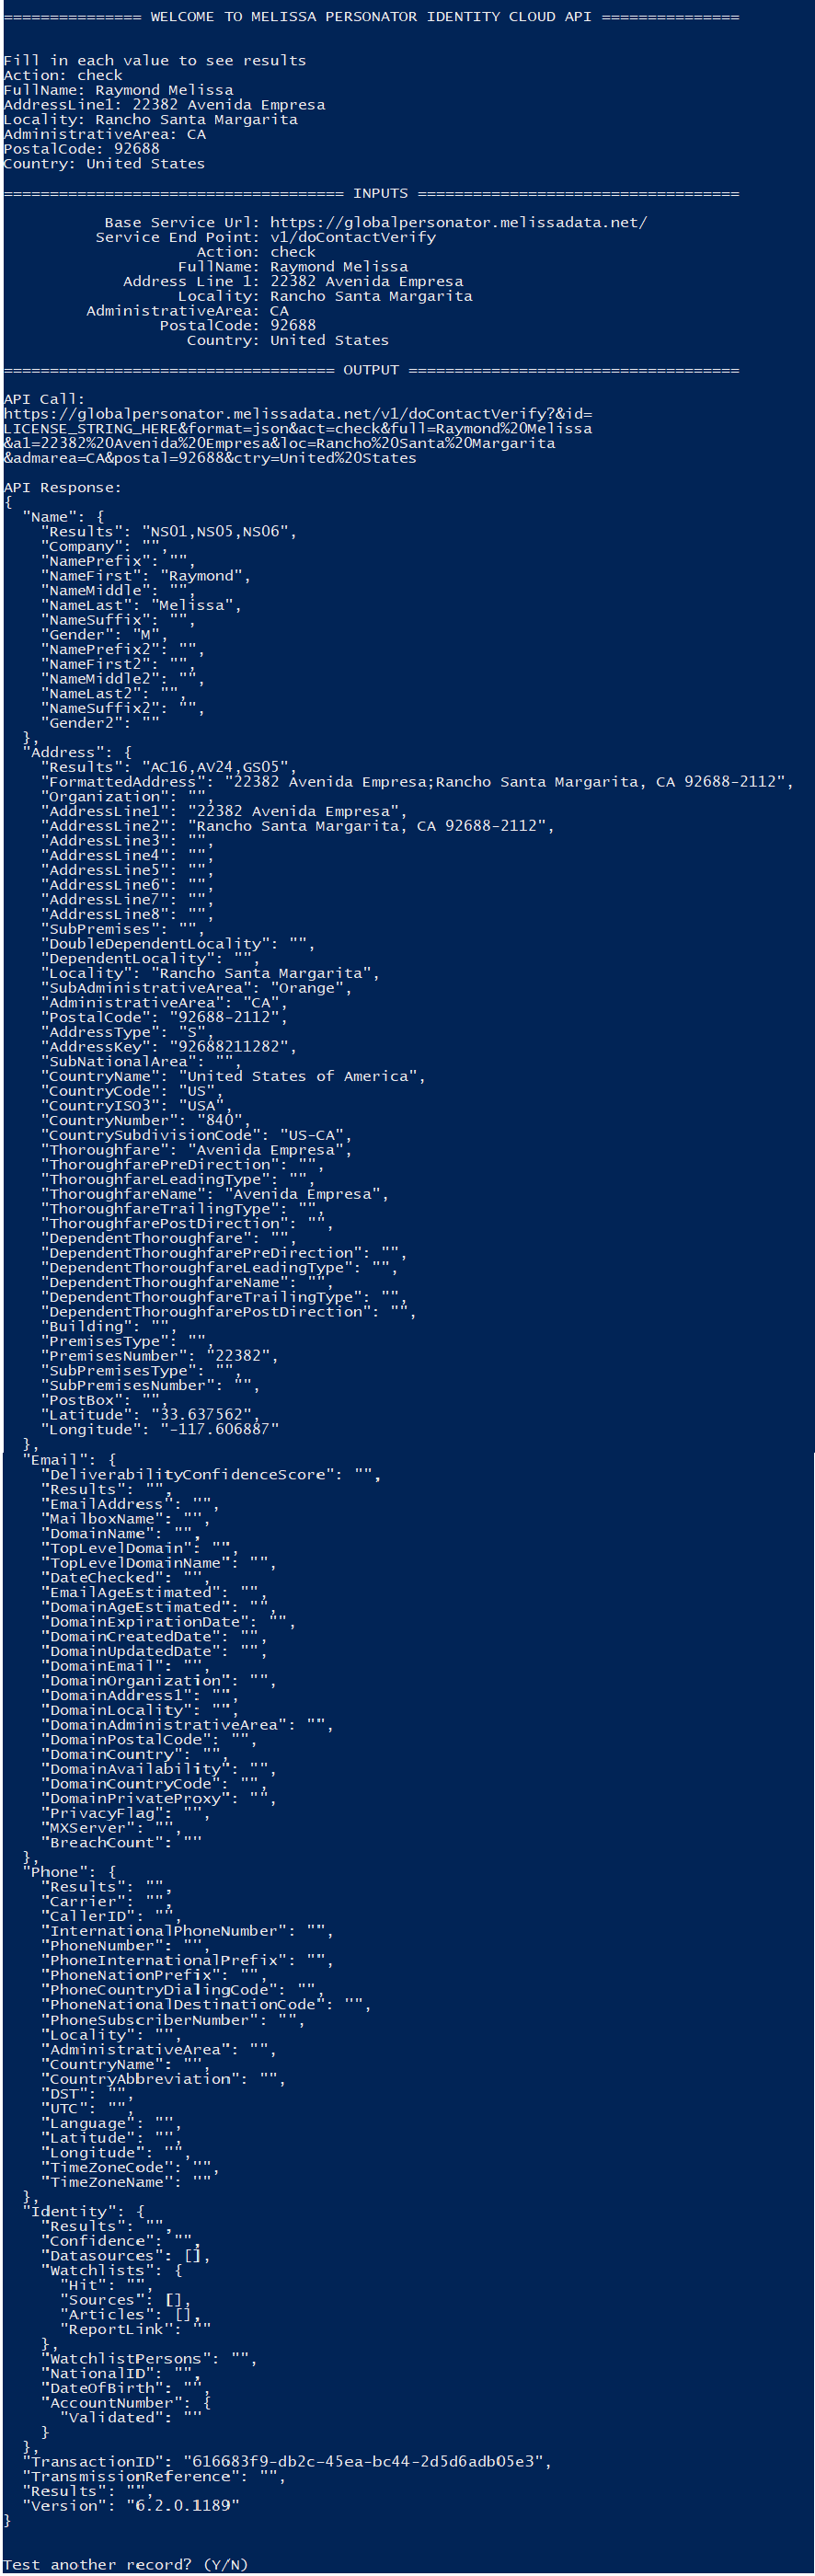 =============== WELCOME TO MELISSA PERSONATOR IDENTITY CLOUD API ===============
Fill in each value to see results
Action: check
FullName: Raymond Melissa
AddressLine1: 22382 Avenida Empresa
Locality: Rancho Santa Margarita
AdministrativeArea: CA
PostalCode: 92688
Country: United States
===================================== INPUTS ===================================
Base Service Url: https://globalpersonator.melissadata.net/
Service End Point: v1/doContactVerify
Action: check
FullName: Raymond Melissa
Address Line 1: 22382 Avenida Empresa
Locality: Rancho Santa Margarita
AdministrativeArea: CA
PostalCode: 92688
Country: United States
==================================== OUTPUT ====================================
API Call:
https://globalpersonator.melissadata.net/v1/doContactVerify?&id=
LICENSE_STRING_HERE&format=json&act=check&full=Raymond%20Melissa
&a1=22382%20Avenida%20Empresa&loc=Rancho%20Santa%20Margarita
&admarea=CA&postal=92688&ctry=United%20States
API Response:
{
"Name": {
"Results": "NS01,NS05,NS06",
"Company": "",
"NamePrefix": "",
"NameFirst": "Raymond",
"NameMiddle": "",
"NameLast": "Melissa",
"NameSuffix": "",
"Gender": "M",
"NamePrefix2": "",
"NameFirst2": "",
"NameMiddle2": "",
"NameLast2": "",
"NameSuffix2": "",
"Gender2": ""
},
"Address": {
"Results": "AC16,AV24,GS05",
"FormattedAddress": "22382 Avenida Empresa;Rancho Santa Margarita, CA 92688-2112",
"Organization": "",
"AddressLine1": "22382 Avenida Empresa",
"AddressLine2": "Rancho Santa Margarita, CA 92688-2112",
"AddressLine3": "",
"AddressLine4": "",
"AddressLine5": "",
"AddressLine6": "",
"AddressLine7": "",
"AddressLine8": "",
"SubPremises": "",
"DoubleDependentLocality": "",
"DependentLocality": "",
"Locality": "Rancho Santa Margarita",
"SubAdministrativeArea": "Orange",
"AdministrativeArea": "CA",
"PostalCode": "92688-2112",
"AddressType": "S",
"AddressKey": "92688211282",
"SubNationalArea": "",
"CountryName": "United States of America",
"CountryCode": "US",
"CountryISO3": "USA",
"CountryNumber": "840",
"CountrySubdivisionCode": "US-CA",
"Thoroughfare": "Avenida Empresa",
"ThoroughfarePreDirection": "",
"ThoroughfareLeadingType": "",
"ThoroughfareName": "Avenida Empresa",
"ThoroughfareTrailingType": "",
"ThoroughfarePostDirection": "",
"DependentThoroughfare": "",
"DependentThoroughfarePreDirection": "",
"DependentThoroughfareLeadingType": "",
"DependentThoroughfareName": "",
"DependentThoroughfareTrailingType": "",
"DependentThoroughfarePostDirection": "",
"Building": "",
"PremisesType": "",
"PremisesNumber": "22382",
"SubPremisesType": "",
"SubPremisesNumber": "",
"PostBox": "",
"Latitude": "33.637562",
"Longitude": "-117.606887"
},
"Email": {
"DeliverabilityConfidenceScore": "",
"Results": "",
"EmailAddress": "",
"MailboxName": "",
"DomainName": "",
"TopLevelDomain": "",
"TopLevelDomainName": "",
"DateChecked": "",
"EmailAgeEstimated": "",
"DomainAgeEstimated": "",
"DomainExpirationDate": "",
"DomainCreatedDate": "",
"DomainUpdatedDate": "",
"DomainEmail": "",
"DomainOrganization": "",
"DomainAddress1": "",
"DomainLocality": "",
"DomainAdministrativeArea": "",
"DomainPostalCode": "",
"DomainCountry": "",
"DomainAvailability": "",
"DomainCountryCode": "",
"DomainPrivateProxy": "",
"PrivacyFlag": "",
"MXServer": "",
"BreachCount": ""
},
"Phone": {
"Results": "",
"Carrier": "",
"CallerID": "",
"InternationalPhoneNumber": "",
"PhoneNumber": "",
"PhoneInternationalPrefix": "",
"PhoneNationPrefix": "",
"PhoneCountryDialingCode": "",
"PhoneNationalDestinationCode": "",
"PhoneSubscriberNumber": "",
"Locality": "",
"AdministrativeArea": "",
"CountryName": "",
"CountryAbbreviation": "",
"DST": "",
"UTC": "",
"Language": "",
"Latitude": "",
"Longitude": "",
"TimeZoneCode": "",
"TimeZoneName": ""
},
"Identity": {
"Results": "",
"Confidence": "",
"Datasources": [],
"Watchlists": {
"Hit": "",
"Sources": [],
"Articles": [],
"ReportLink": ""
},
"WatchlistPersons": "",
"NationalID": "",
"DateOfBirth": "",
"AccountNumber": {
"Validated": ""
}
},
"TransactionID": "616683f9-db2c-45ea-bc44-2d5d6adb05e3",
"TransmissionReference": "",
"Results": "",
"Version": "6.2.0.1189"
}
Test another record? (Y/N)